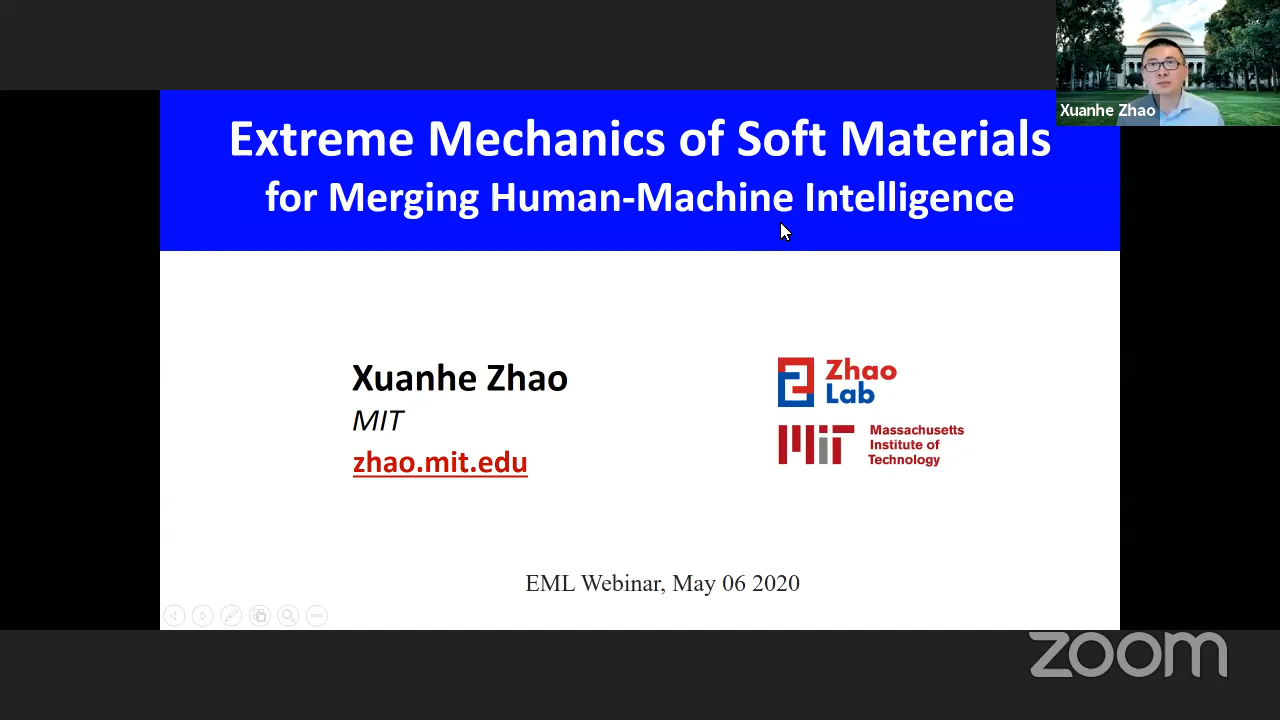 Xuanhe Zhao
Extreme Mechanics of Soft Materials
for Merging Human-Machine Intelligence
Xuanhe Zhao
MIT
zhao.mit.edu
Zhao
Lab
MIT
Massachusetts
Institute of
Technology
EML Webinar, May 06 2020
zoom